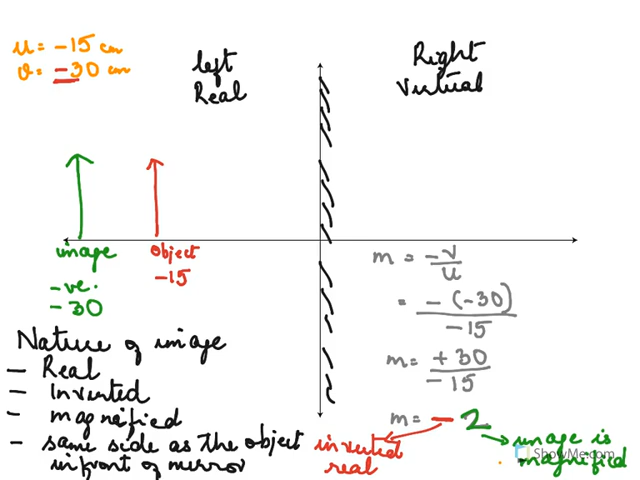 u = -15 cm
v = -30 cm
left
Real
Right
Virtual
image
-ve.
-30
object
-15
m = -v/u
= -(-30)/-15
m = +30/-15
m = - 2
inverted
real
image is
magnified
Nature of image
- Real
- Inverted
- magnified
- same side as the object
infront of mirror
ShowMe.com